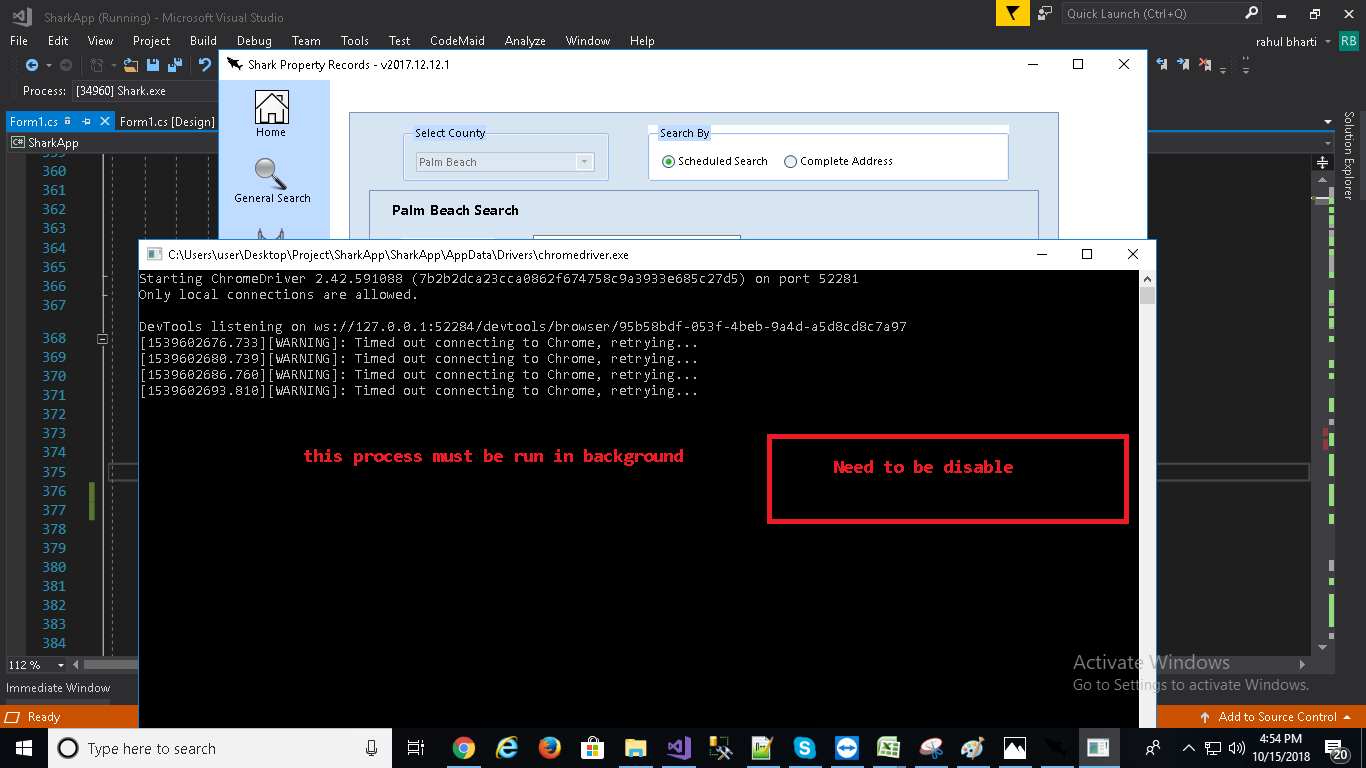 SharkApp (Running) - Microsoft Visual Studio
Quick Launch (Ctrl+Q)
File Edit View Project Build Debug Team Tools Test CodeMaid Analyze Window Help
rahul bharti RB
Shark Property Records - v2017.12.12.1
Process: [34960] Shark.exe
Form1.cs Form1.cs [Design]
SharkApp
Solution Explorer
Home
General Search
Select County
Palm Beach
Search By
Scheduled Search Complete Address
Palm Beach Search
360
361
362
363
364
365
366
367
368
369
370
371
372
373
374
375
376
377
378
379
380
381
382
383
384
C:\Users\user\Desktop\Project\SharkApp\SharkApp\AppData\Drivers\chromedriver.exe
Starting ChromeDriver 2.42.591088 (7b2b2dca23cca0862f674758c9a3933e685c27d5) on port 52281
Only local connections are allowed.
DevTools listening on ws://127.0.0.1:52284/devtools/browser/95b58bdf-053f-4beb-9a4d-a5d8cd8c7a97
[1539602676.733][WARNING]: Timed out connecting to Chrome, retrying...
[1539602680.739][WARNING]: Timed out connecting to Chrome, retrying...
[1539602686.760][WARNING]: Timed out connecting to Chrome, retrying...
[1539602693.810][WARNING]: Timed out connecting to Chrome, retrying...
this process must be run in background
Need to be disable
Activate Windows
Go to Settings to activate Windows.
112 %
Immediate Window
Ready
Add to Source Control
Type here to search
4:54 PM
10/15/2018
20